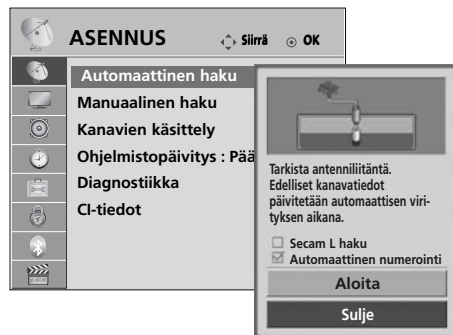 ASENNUS
Siirrä
OK
Automaattinen haku
Manuaalinen haku
Kanavien käsittely
Ohjelmistopäivitys : Pää
Diagnostiikka
CI-tiedot
Tarkista antenniliitäntä.
Edelliset kanavatiedot
päivitetään automaattisen viri-
tyksen aikana.
Secam L haku
Automaattinen numerointi
Aloita
Sulje